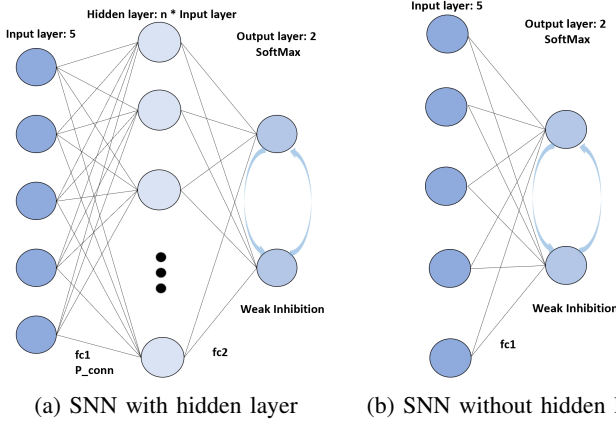 Hidden layer: n * Input layer
Input layer: 5
Output layer: 2
SoftMax
Weak Inhibition
fc1
P_conn
fc2
(a) SNN with hidden layer
Input layer: 5
Output layer: 2
SoftMax
Weak Inhibition
fc1
(b) SNN without hidden